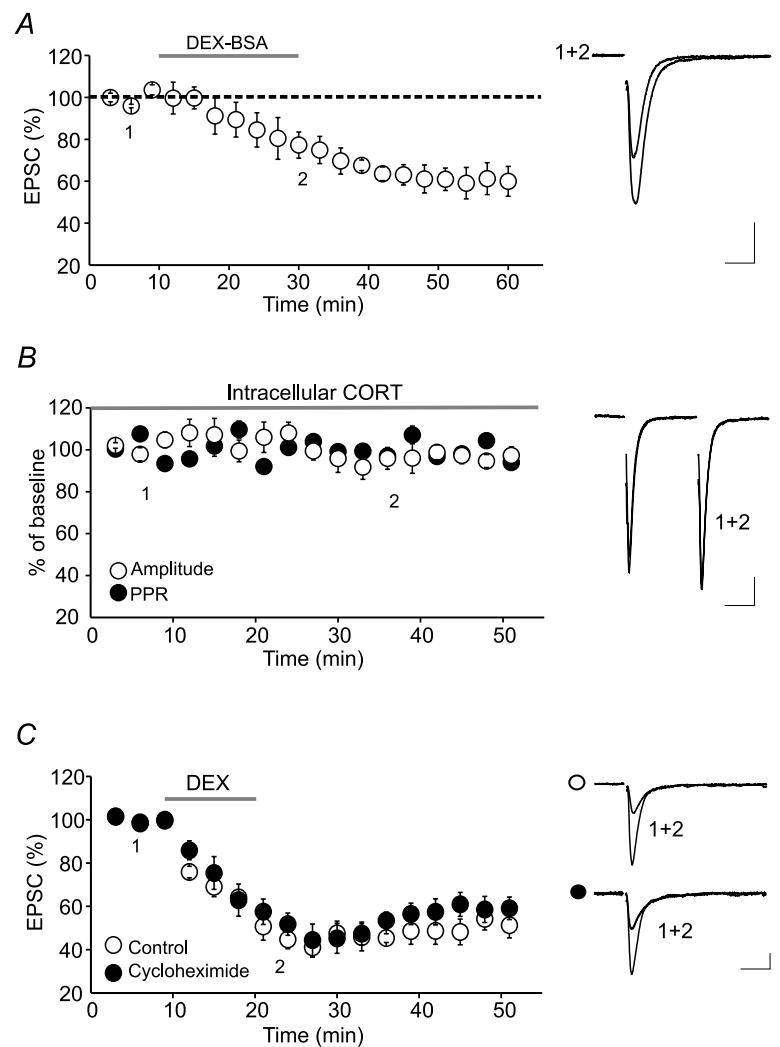 A
DEX-BSA
120
100
80
60
40
20
EPSC (%)
1
2
0 10 20 30 40 50 60
Time (min)
1+2
B
Intracellular CORT
120
100
80
60
40
20
% of baseline
1
2
Amplitude
PPR
0 10 20 30 40 50
Time (min)
1+2
C
DEX
120
100
80
60
40
20
EPSC (%)
1
2
Control
Cycloheximide
0 10 20 30 40 50
Time (min)
1+2
1+2